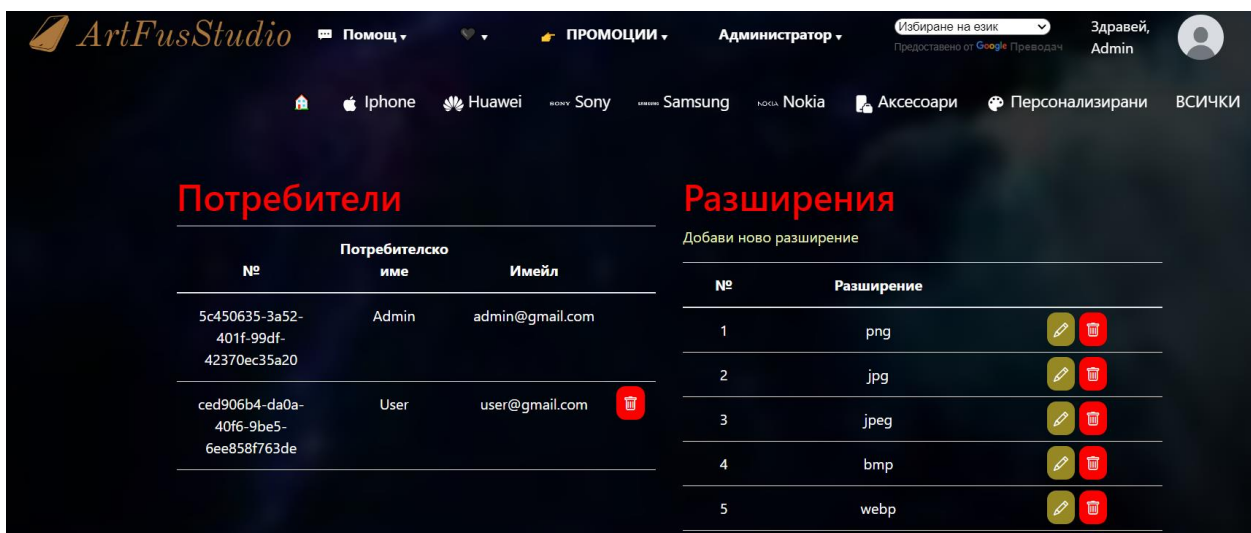 ArtFusStudio
Помощ
ПРОМОЦИИ
Администратор
Избиране на език
Предоставено от Google Преводач
Здравей,
Admin
Iphone
Huawei
SONY Sony
SAMSUNG Samsung
NOKIA Nokia
Аксесоари
Персонализирани
ВСИЧКИ
Потребители
№
Потребителско
име
Имейл
5c450635-3a52-
401f-99df-
42370ec35a20
Admin
admin@gmail.com
ced906b4-da0a-
40f6-9be5-
6ee858f763de
User
user@gmail.com
Разширения
Добави ново разширение
№ Разширение
1 png
2 jpg
3 jpeg
4 bmp
5 webp